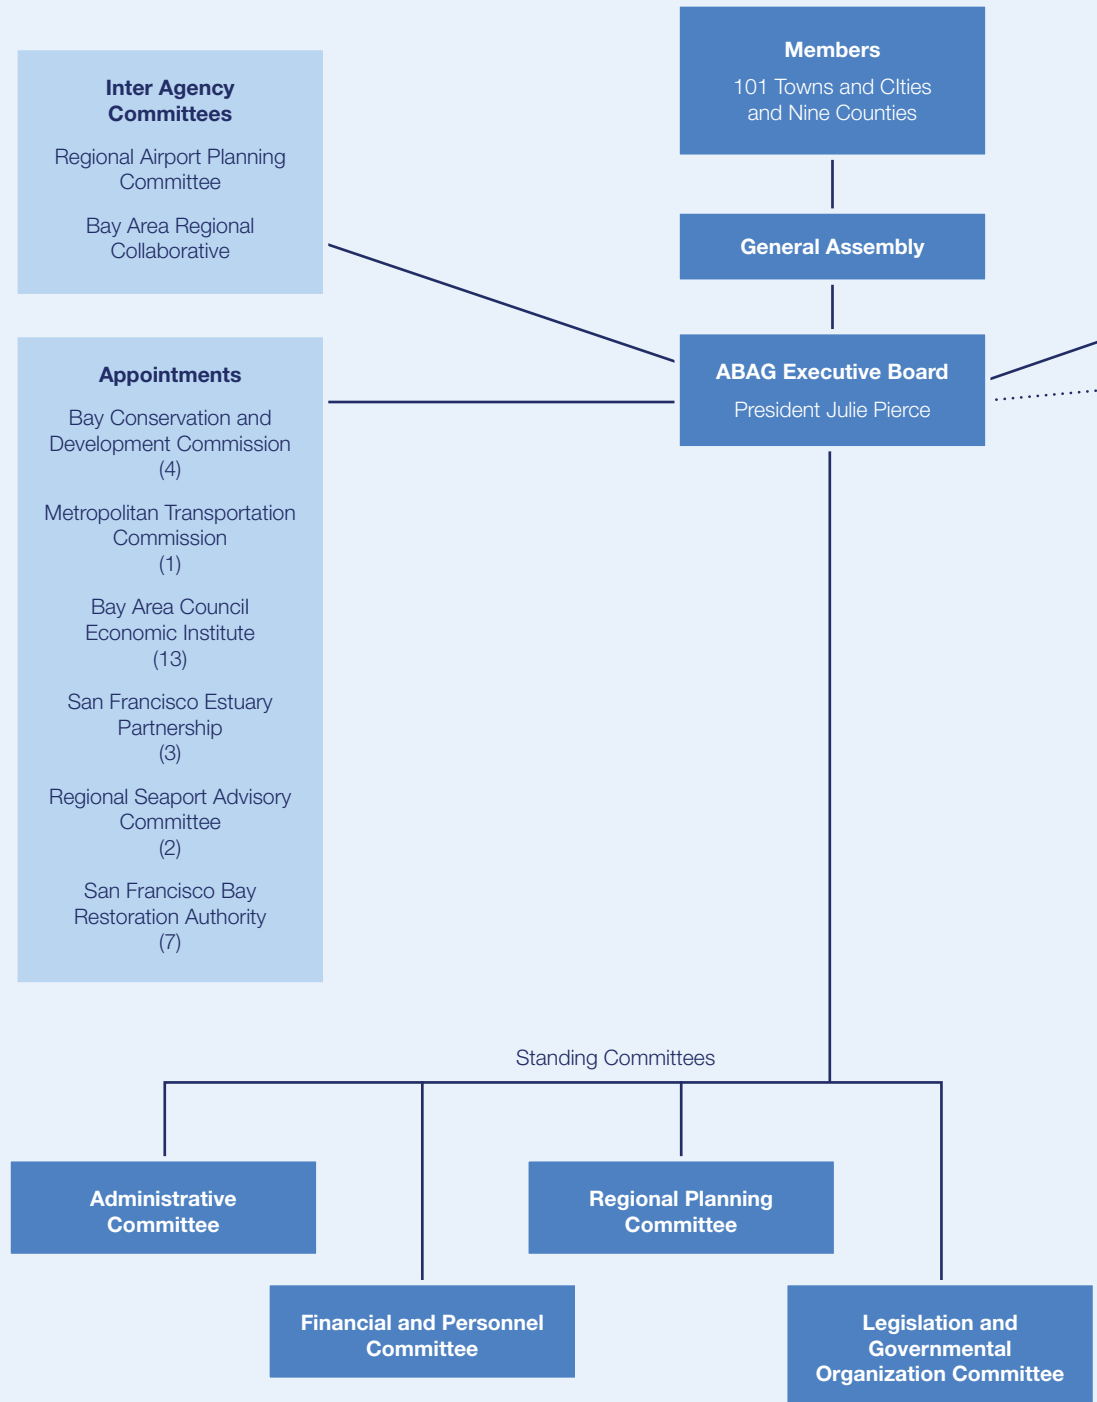 Members
101 Towns and CIties
and Nine Counties
Inter Agency
Committees
Regional Airport Planning
Committee
Bay Area Regional
Collaborative
General Assembly
ABAG Executive Board
President Julie Pierce
Appointments
Bay Conservation and
Development Commission
(4)
Metropolitan Transportation
Commission
(1)
Bay Area Council
Economic Institute
(13)
San Francisco Estuary
Partnership
(3)
Regional Seaport Advisory
Committee
(2)
San Francisco Bay
Restoration Authority
(7)
Standing Committees
Administrative
Committee
Regional Planning
Committee
Financial and Personnel
Committee
Legislation and
Governmental
Organization Committee